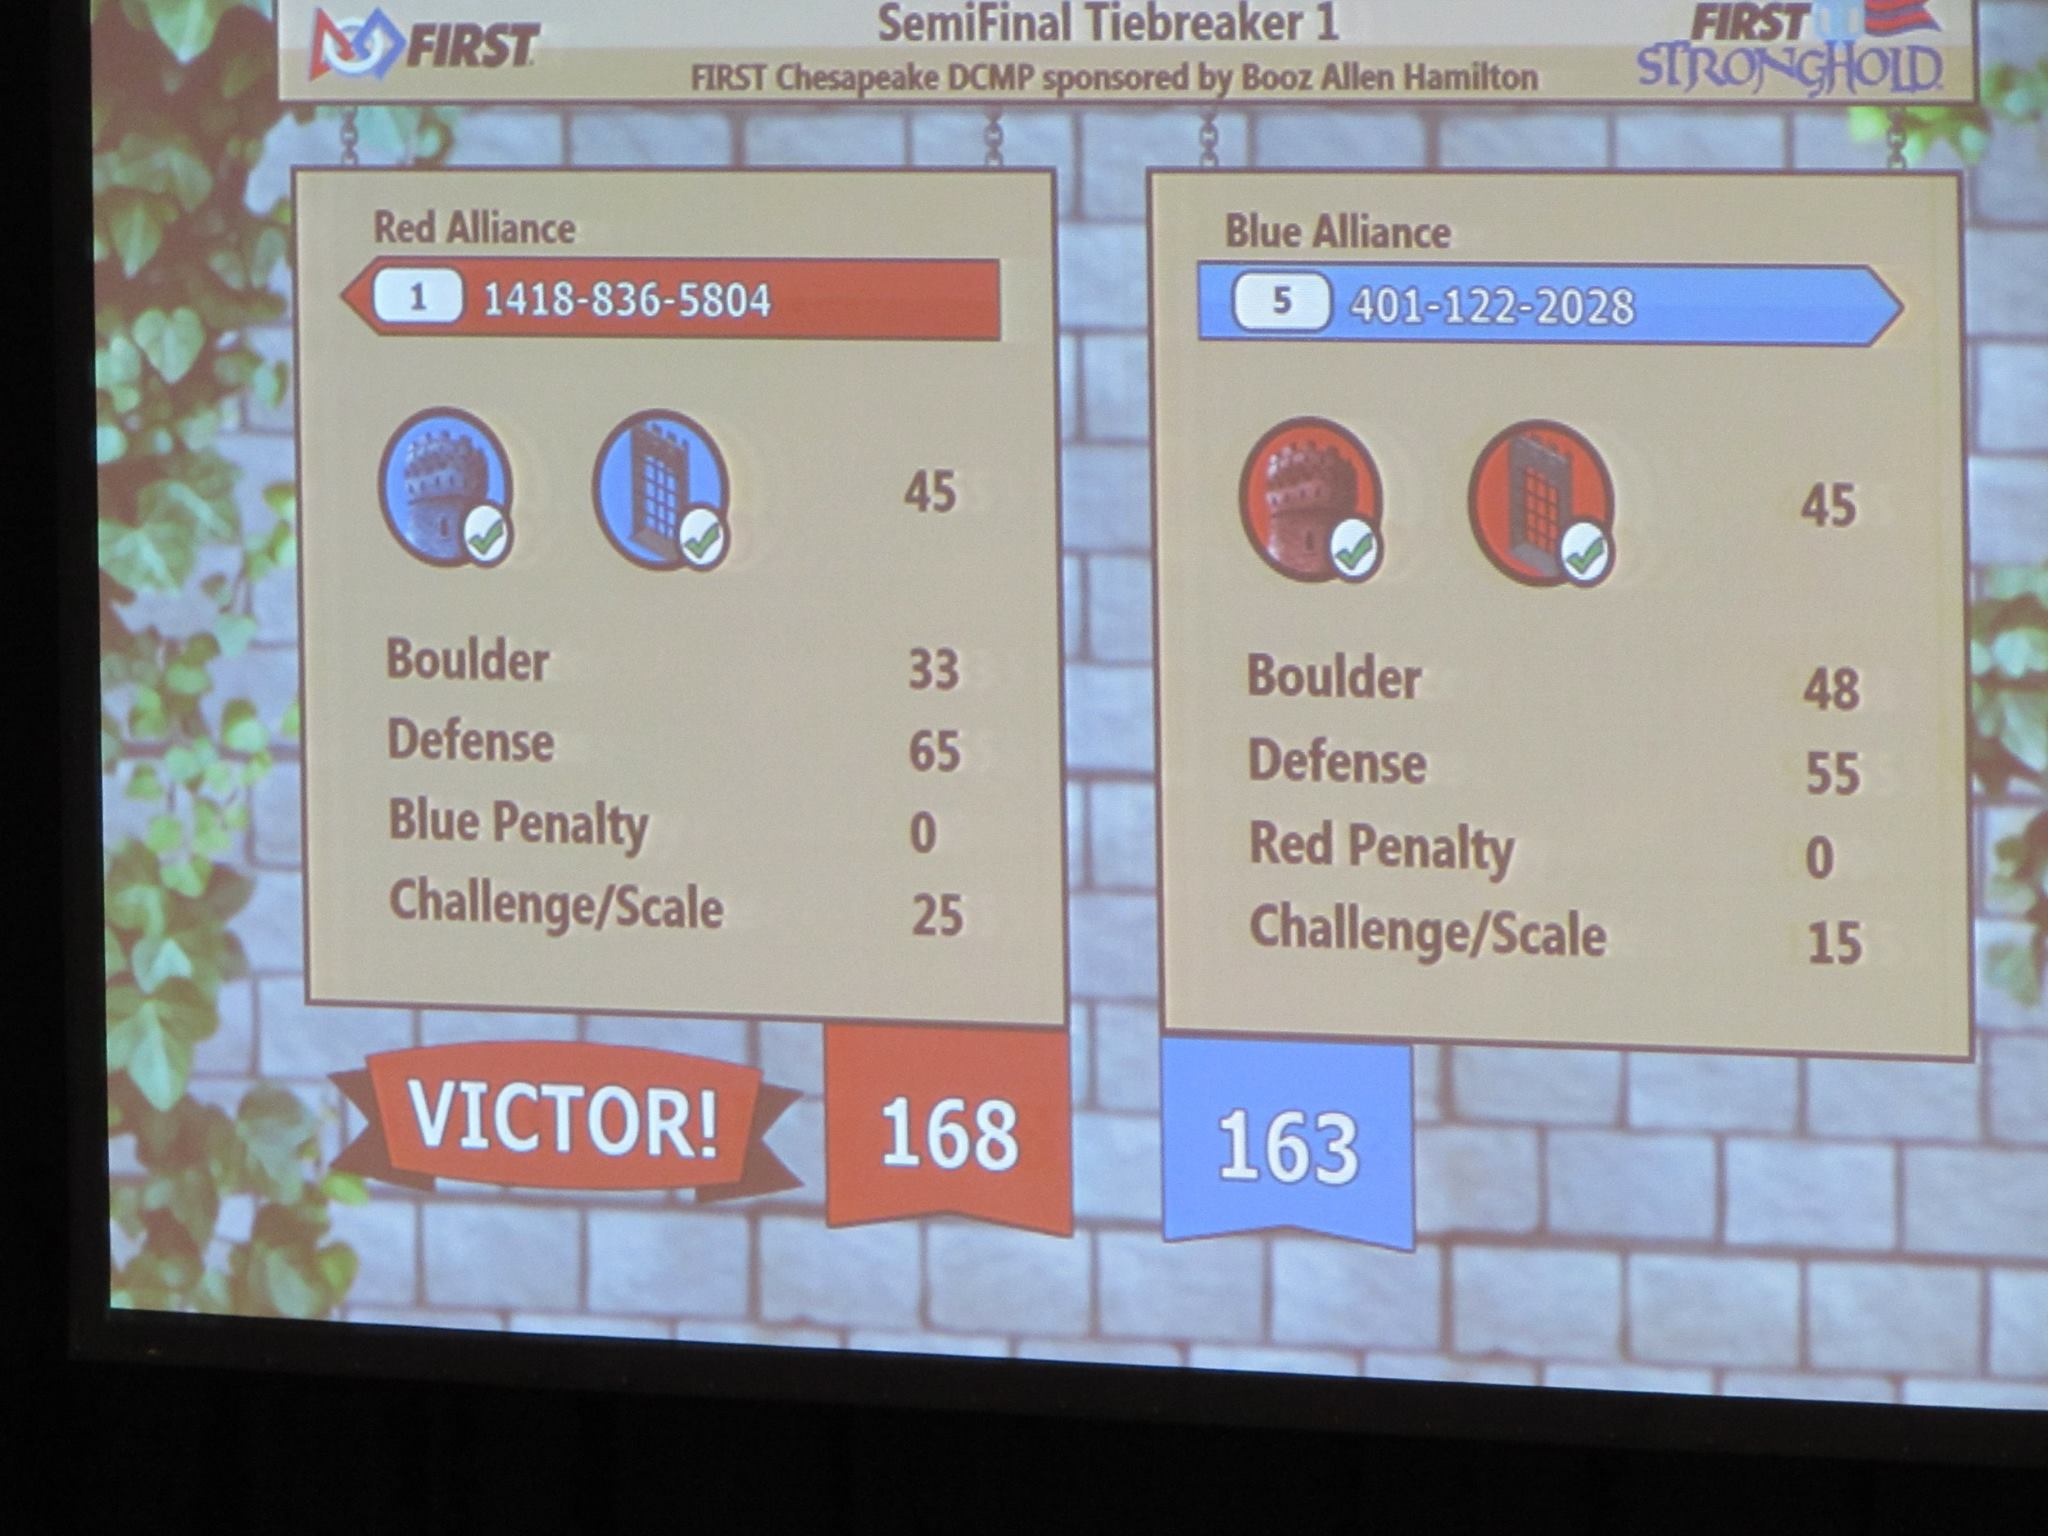 FIRST
SemiFinal Tiebreaker 1
FIRST Chesapeake DCMP sponsored by Booz Allen Hamilton
FIRST
STRONGHOLD
Red Alliance
1 1418-836-5804
45
Boulder 33
Defense 65
Blue Penalty 0
Challenge/Scale 25
VICTOR! 168
Blue Alliance
5 401-122-2028
45
Boulder 48
Defense 55
Red Penalty 0
Challenge/Scale 15
163